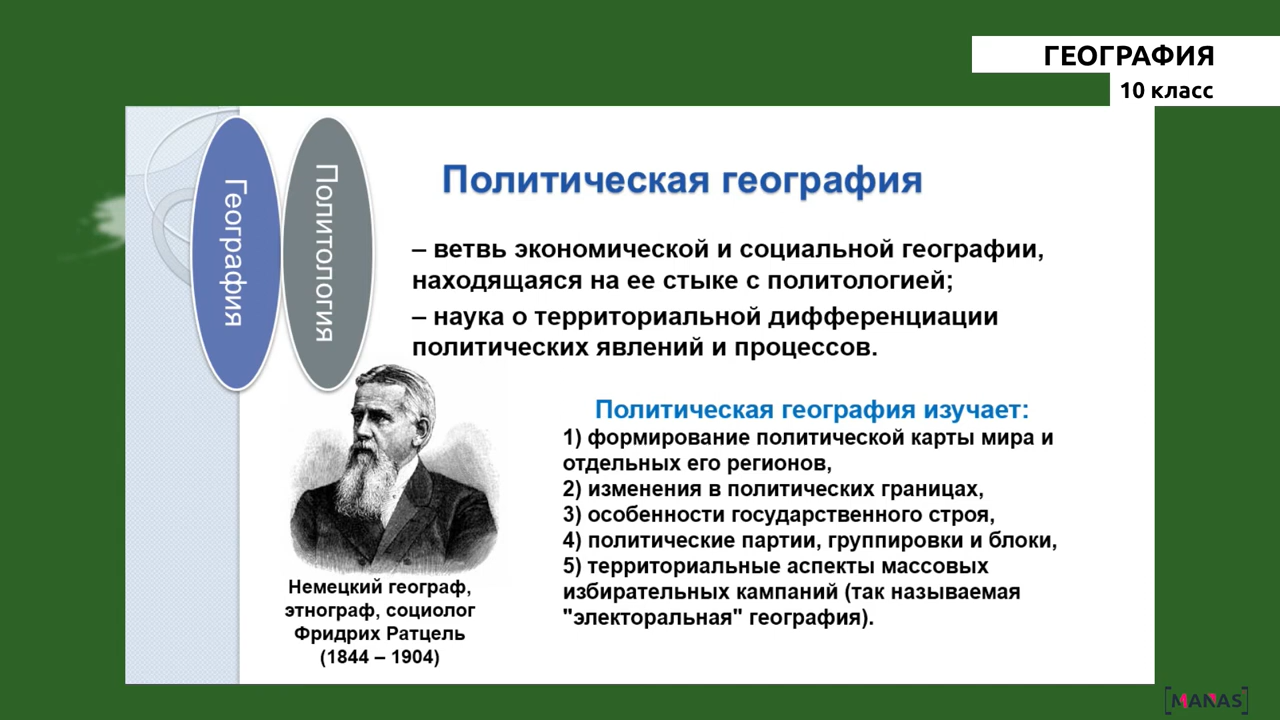 ГЕОГРАФИЯ
10 класс
География
Политология
Политическая география
– ветвь экономической и социальной географии,
находящаяся на ее стыке с политологией;
– наука о территориальной дифференциации
политических явлений и процессов.
Политическая география изучает:
1) формирование политической карты мира и
отдельных его регионов,
2) изменения в политических границах,
3) особенности государственного строя,
4) политические партии, группировки и блоки,
5) территориальные аспекты массовых
избирательных кампаний (так называемая
"электоральная" география).
Немецкий географ,
этнограф, социолог
Фридрих Ратцель
(1844 – 1904)
[MANAS]